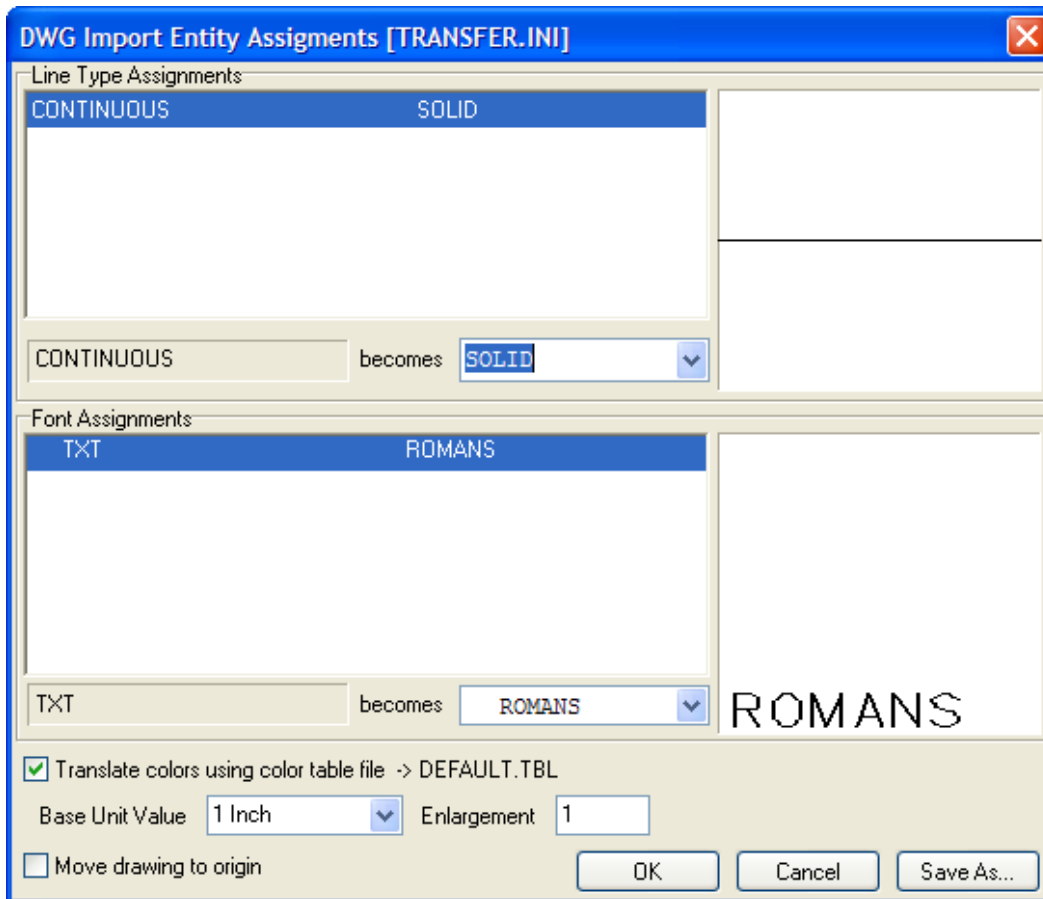 DWG Import Entity Assigments [TRANSFER.INI]
Line Type Assignments
CONTINUOUS SOLID
CONTINUOUS becomes SOLID
Font Assignments
TXT ROMANS
TXT becomes ROMANS
ROMANS
Translate colors using color table file -> DEFAULT.TBL
Base Unit Value 1 Inch Enlargement 1
Move drawing to origin OK Cancel Save As...